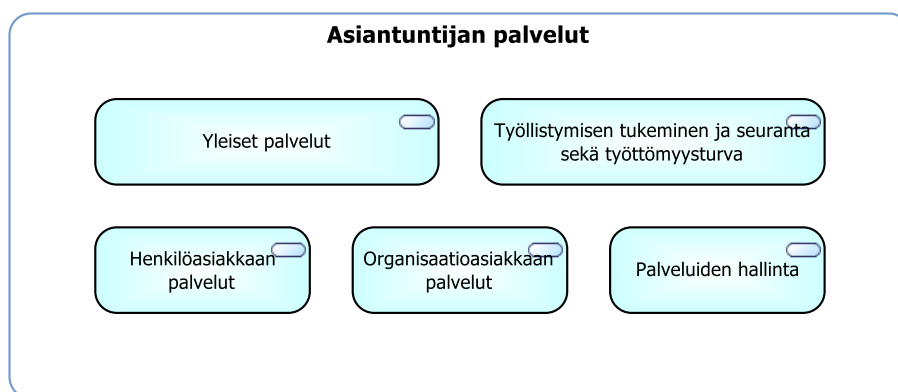 Asiantuntijan palvelut
Yleiset palvelut
Työllistymisen tukeminen ja seuranta
sekä työttömyysturva
Henkilöasiakkaan
palvelut
Organisaatioasiakkaan
palvelut
Palveluiden hallinta